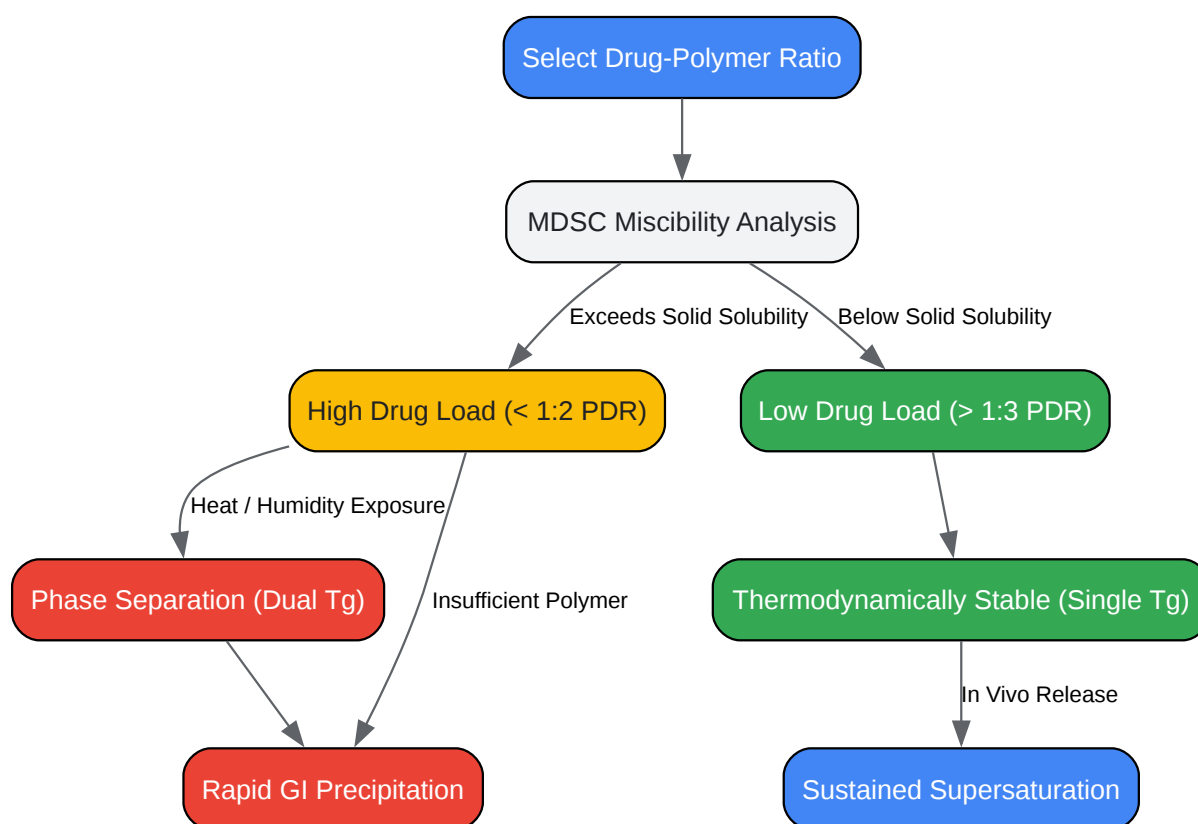 Select Drug-Polymer Ratio
MDSC Miscibility Analysis
Exceeds Solid Solubility
Below Solid Solubility
High Drug Load (< 1:2 PDR)
Low Drug Load (> 1:3 PDR)
Heat / Humidity Exposure
Phase Separation (Dual Tg)
Insufficient Polymer
Thermodynamically Stable (Single Tg)
In Vivo Release
Rapid GI Precipitation
Sustained Supersaturation